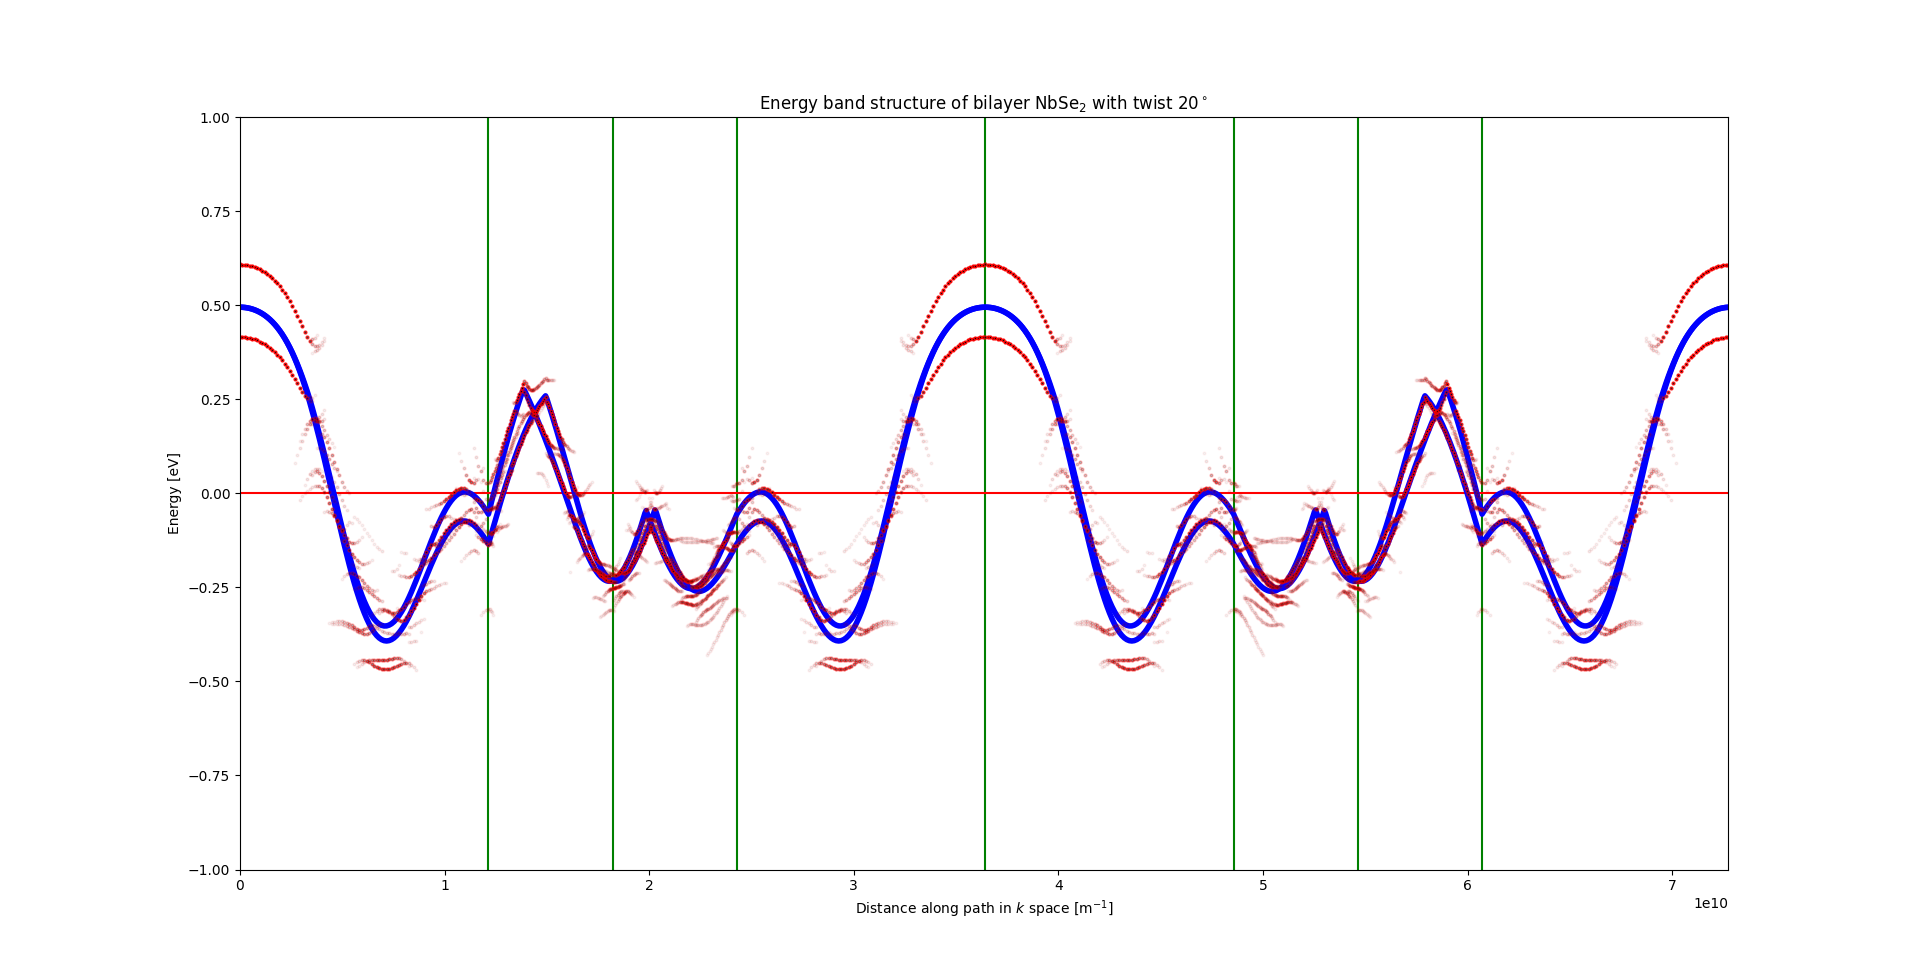 Energy band structure of bilayer NbSe₂ with twist 20°
1.00
0.75
0.50
0.25
0.00
−0.25
−0.50
−0.75
−1.00
Energy [eV]
0 1 2 3 4 5 6 7
1e10
Distance along path in k space [m⁻¹]